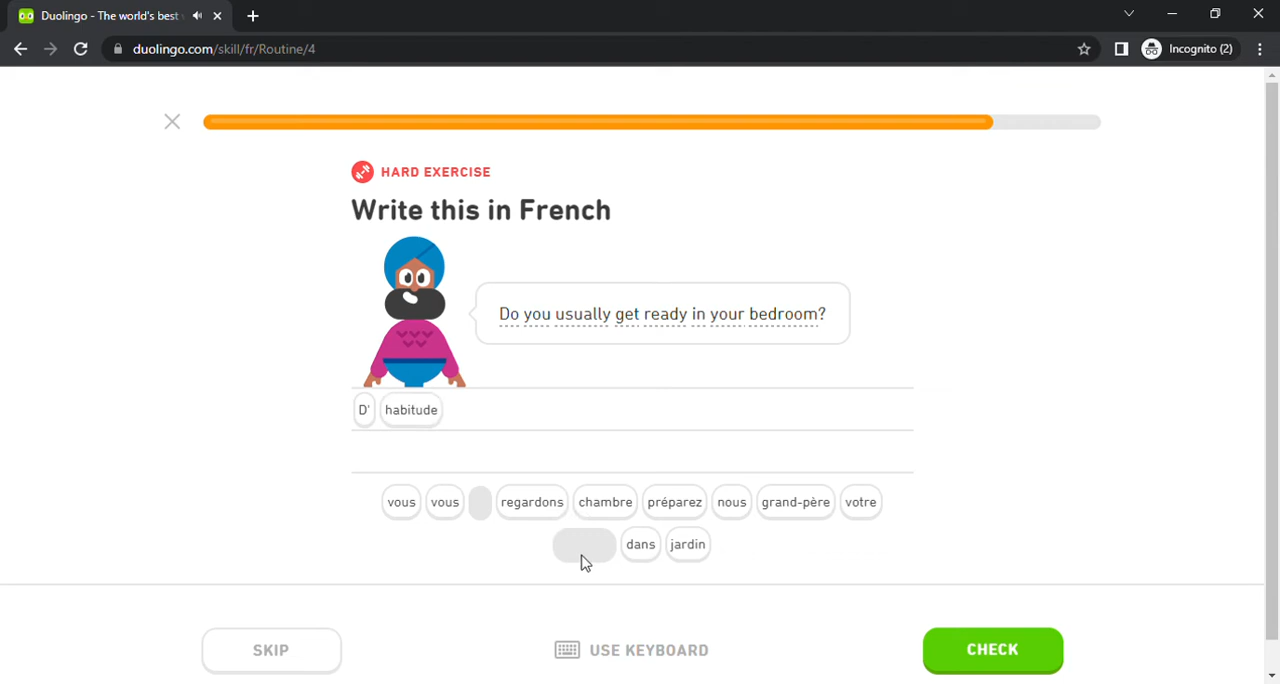 Duolingo - The world's best
duolingo.com/skill/fr/Routine/4
Incognito (2)
HARD EXERCISE
Write this in French
Do you usually get ready in your bedroom?
D' habitude
vous vous regardons chambre préparez nous grand-père votre
dans jardin
SKIP
USE KEYBOARD
CHECK